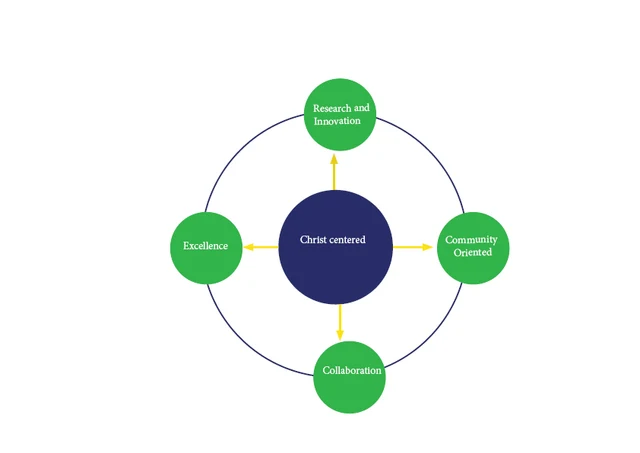 Research and
Innovation
Excellence
Christ centered
Community
Oriented
Collaboration